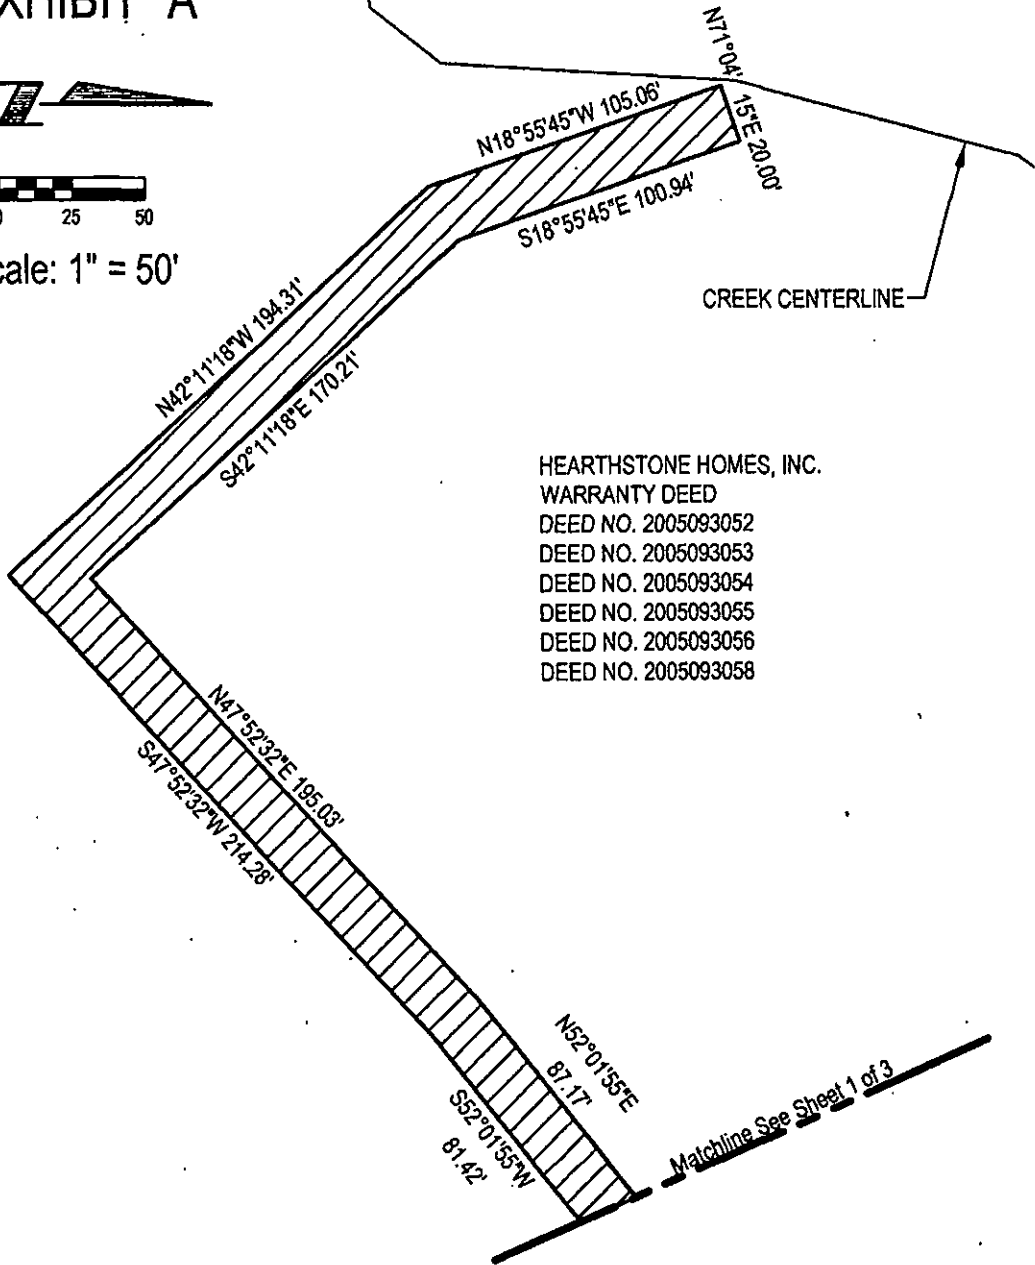 XHIBIT "A"
25 50
cale: 1" = 50'
N71°04' 15"E 20.00'
N18°55'45"W 105.06'
S18°55'45"E 100.94'
CREEK CENTERLINE
N42°11'18"W 194.31'
S42°11'18"E 170.21'
HEARTHSTONE HOMES, INC.
WARRANTY DEED
DEED NO. 2005093052
DEED NO. 2005093053
DEED NO. 2005093054
DEED NO. 2005093055
DEED NO. 2005093056
DEED NO. 2005093058
N47°52'32"E 195.03'
S47°52'32"W 214.28'
N52°01'55"E
87.17'
S52°01'55"W
81.42'
Matchline See Sheet 1 of 3